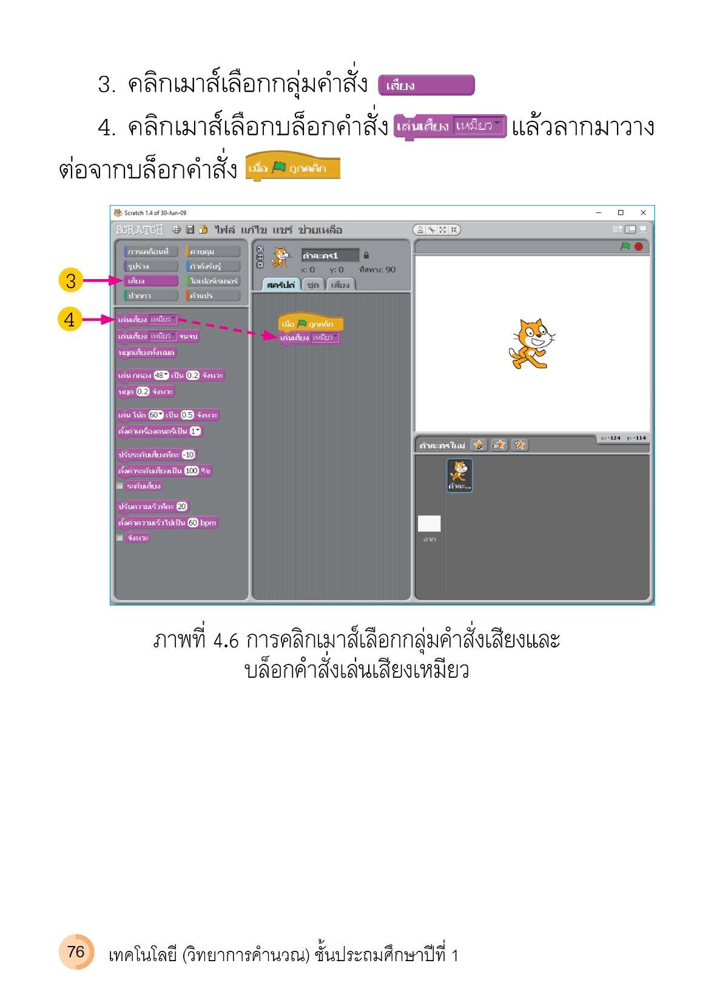 3. คลิกเมาส์เลือกกลุ่มคำสั่ง เสียง
4. คลิกเมาส์เลือกบล็อกคำสั่ง เล่นเสียง เหมียว แล้วลากมาวาง
ต่อจากบล็อกคำสั่ง เมื่อ ถูกคลิก
Scratch 1.4 of 30-Jun-09
SCRATCH ไฟล์ แก้ไข แชร์ ช่วยเหลือ
การเคลื่อนที่ ควบคุม
รูปร่าง กำลังรับรู้
3 เสียง โอเปอร์เรเตอร์
ปากกา ตัวแปร
ตัวละคร1
x: 0 y: 0 ทิศทาง: 90
สคริปต์ ชุด เสียง
4 เล่นเสียง เหมียว
เล่นเสียง เหมียว จนจบ
หยุดเสียงทั้งหมด
เล่น กลอง 48 เป็น 0.2 จังหวะ
หยุด 0.2 จังหวะ
เล่น โน้ต 60 เป็น 0.5 จังหวะ
ตั้งค่าเครื่องดนตรีเป็น 1
ปรับระดับเสียงทีละ -10
ตั้งค่าระดับเสียงเป็น 100 %
ระดับเสียง
ปรับความเร็วทีละ 20
ตั้งค่าความเร็วไปเป็น 60 bpm
จังหวะ
เมื่อ ถูกคลิก
เล่นเสียง เหมียว
x: -124 y: -114
ตัวละครใหม่
ตัวละ...
ฉาก
ภาพที่ 4.6 การคลิกเมาส์เลือกกลุ่มคำสั่งเสียงและ
บล็อกคำสั่งเล่นเสียงเหมียว
76 เทคโนโลยี (วิทยาการคำนวณ) ชั้นประถมศึกษาปีที่ 1